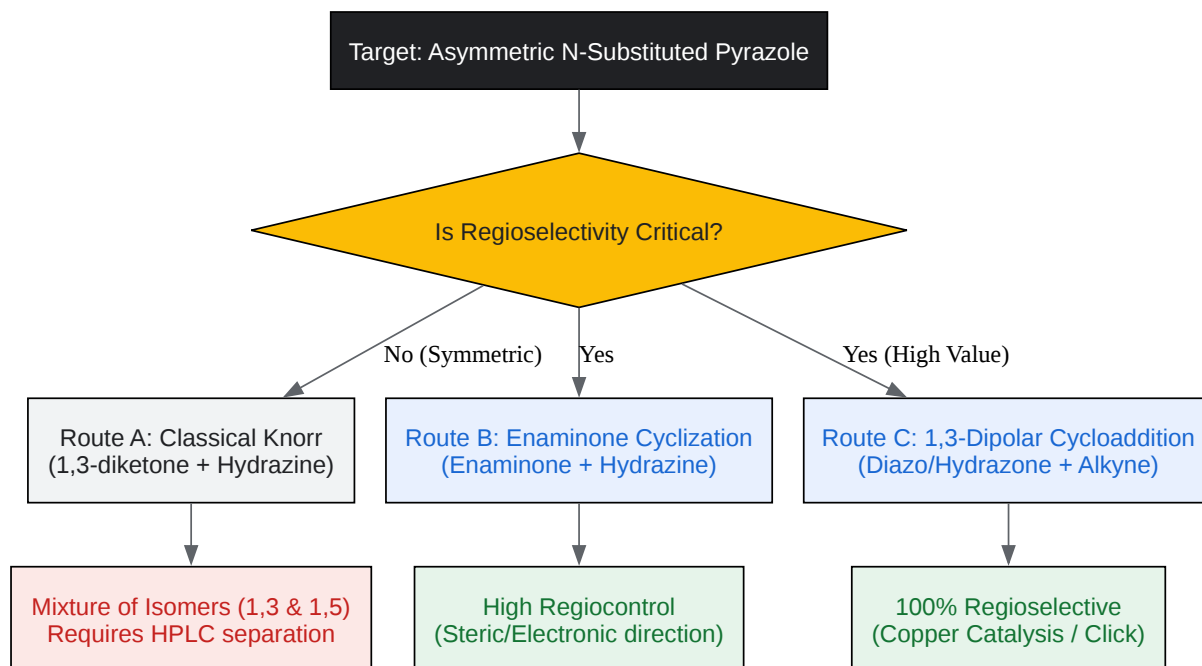 Target: Asymmetric N-Substituted Pyrazole
Is Regioselectivity Critical?
No (Symmetric)
Yes
Yes (High Value)
Route A: Classical Knorr
(1,3-diketone + Hydrazine)
Route B: Enaminone Cyclization
(Enaminone + Hydrazine)
Route C: 1,3-Dipolar Cycloaddition
(Diazo/Hydrazone + Alkyne)
Mixture of Isomers (1,3 & 1,5)
Requires HPLC separation
High Regiocontrol
(Steric/Electronic direction)
100% Regioselective
(Copper Catalysis / Click)